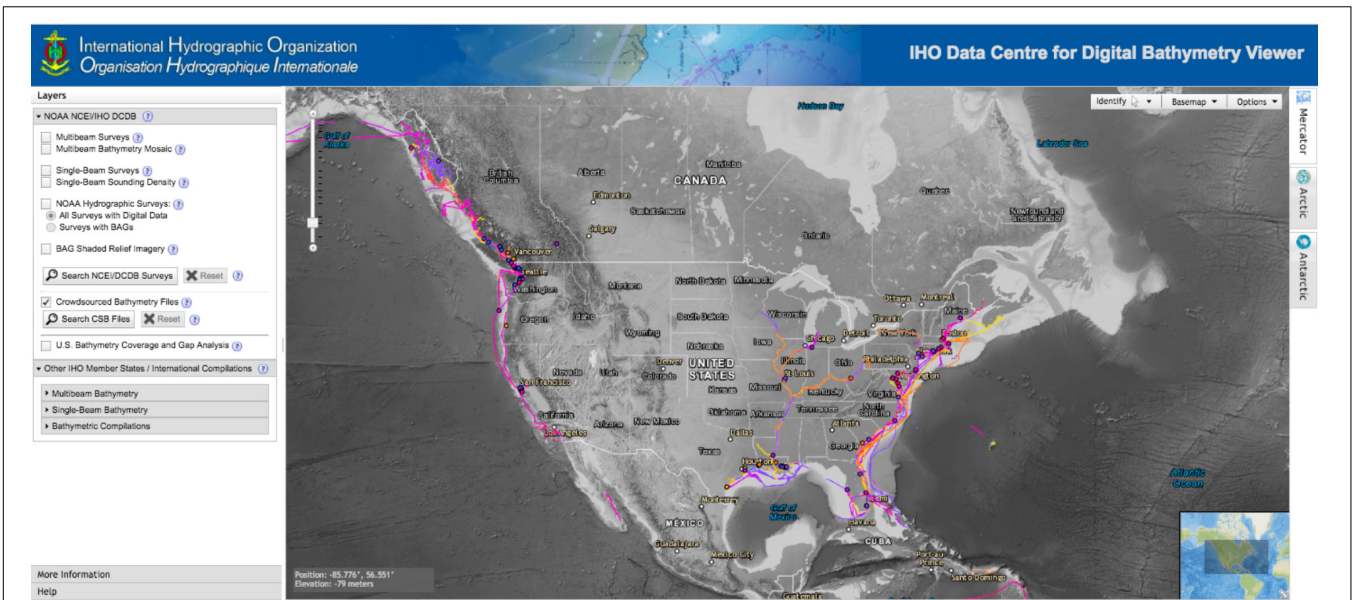 International Hydrographic Organization
Organisation Hydrographique Internationale
IHO Data Centre for Digital Bathymetry Viewer
Layers
NOAA NCEI/IHO DCDB
Multibeam Surveys
Multibeam Bathymetry Mosaic
Single-Beam Surveys
Single-Beam Sounding Density
NOAA Hydrographic Surveys:
All Surveys with Digital Data
Surveys with BAGs
BAG Shaded Relief Imagery
Search NCEI/DCDB Surveys Reset
Crowdsourced Bathymetry Files
Search CSB Files Reset
U.S. Bathymetry Coverage and Gap Analysis
Other IHO Member States / International Compilations
Multibeam Bathymetry
Single-Beam Bathymetry
Bathymetric Compilations
More Information
Help
Identify Basemap Options
Mercator
Arctic
Antarctic
Hudson Bay
Gulf of
Alaska
Labrador Sea
British
Columbia
Alberta
Manitoba
CANADA
Edmonton
Saskatchewan
Quebec
Newfoundland
and Labrador
Calgary
Ontario
Vancouver
Seattle
Washington
Montana
North Dakota
Minnesota
Ottawa
Montreal
Maine
Toronto
Oregon
Idaho
South Dakota
Wisconsin
Detroit
New York
Wyoming
Iowa
Nebraska
Illinois
Ohio
Philadelphia
Nevada
Utah
Denver
Colorado
UNITED
STATES
St Louis
San Francisco
Kansas
Missouri
Kentucky
Virginia
California
Arizona
New Mexico
Oklahoma
Arkansas
Tennessee
North
Carolina
Los Angeles
Dallas
Atlanta
Texas
Georgia
Houston
Atlantic
Ocean
Monterrey
Gulf of
Mexico
MÉXICO
Havana
CUBA
Guadalajara
Mexico City
Port-au-
Prince
Santo Domingo
Guatemala
Position: -85.776°, 56.551°
Elevation: -79 meters